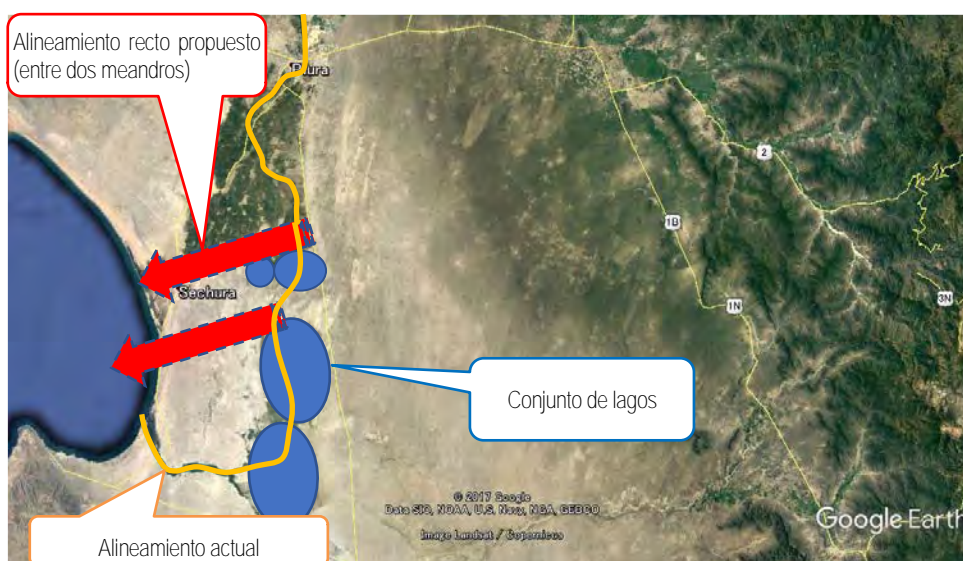 Alineamiento recto propuesto
(entre dos meandros)
Piura
2
1B
Sechura
1N
3N
Conjunto de lagos
© 2017 Google
Data SIO, NOAA, U.S. Navy, NGA, GEBCO
Image Landsat / Copernicus
Google Earth
Alineamiento actual